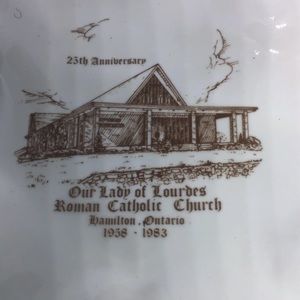 25th Anniversary
Our Lady of Lourdes
Roman Catholic Church
Hamilton, Ontario
1958 - 1983